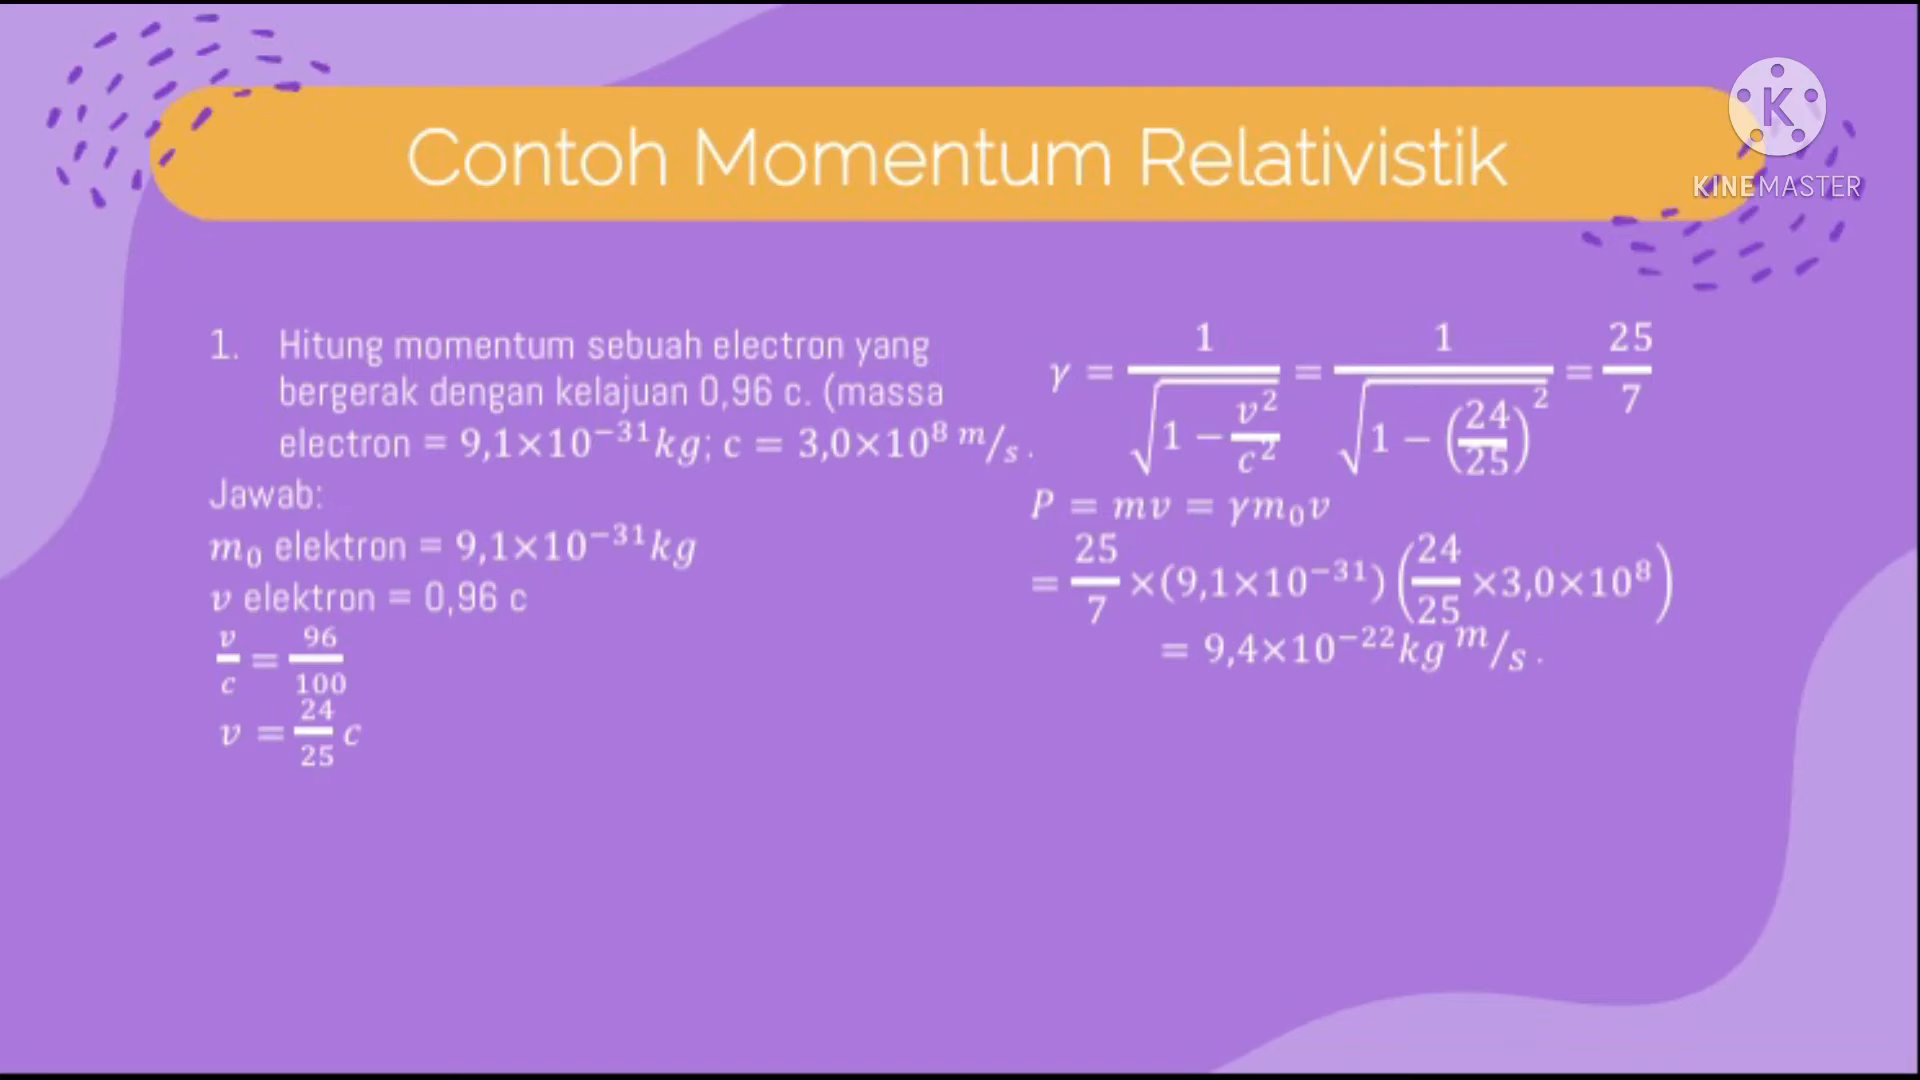 Contoh Momentum Relativistik
K
KINEMASTER
1. Hitung momentum sebuah electron yang
bergerak dengan kelajuan 0,96 c. (massa
electron = 9,1×10⁻³¹kg; c = 3,0×10⁸ m/s.
Jawab:
m₀ elektron = 9,1×10⁻³¹kg
v elektron = 0,96 c
v/c = 96/100
v = 24/25 c
γ = 1/√(1 − v²/c²) = 1/√(1 − (24/25)²) = 25/7
P = mv = γm₀v
= 25/7 ×(9,1×10⁻³¹)(24/25 ×3,0×10⁸)
= 9,4×10⁻²²kg m/s.